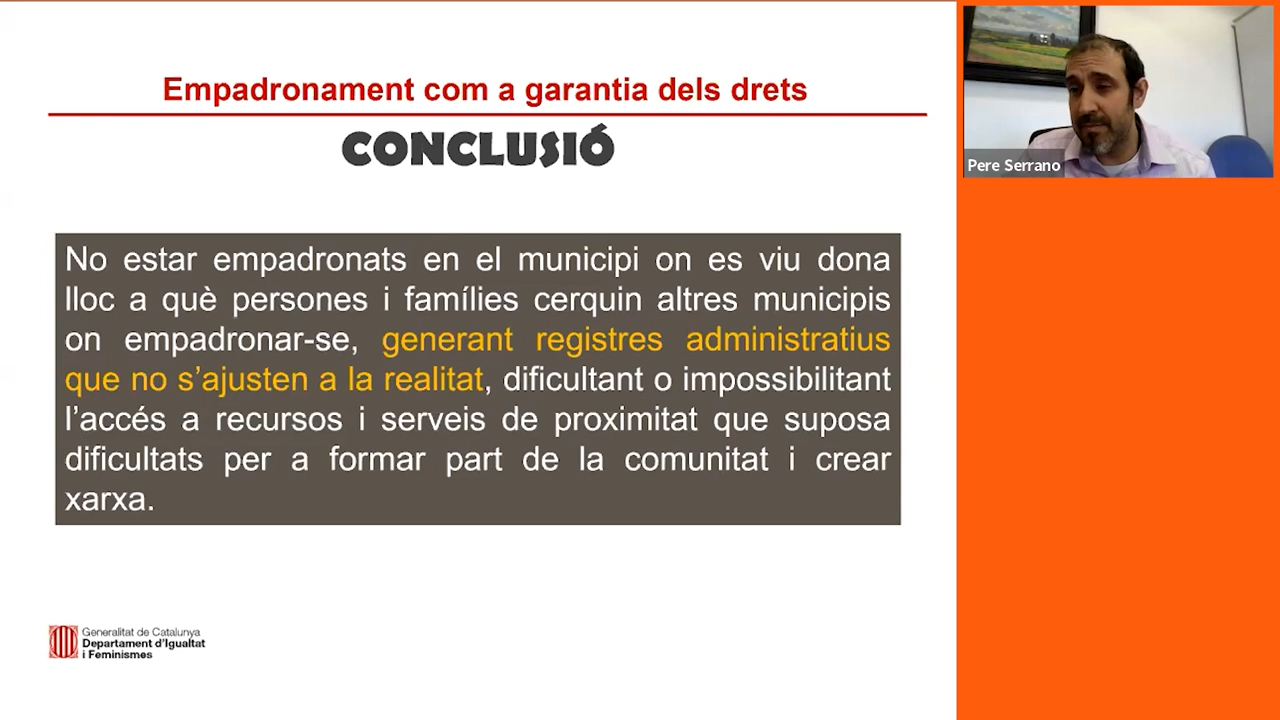 Empadronament com a garantia dels drets
CONCLUSIÓ
No estar empadronats en el municipi on es viu dona
lloc a què persones i famílies cerquin altres municipis
on empadronar-se, generant registres administratius
que no s'ajusten a la realitat, dificultant o impossibilitant
l'accés a recursos i serveis de proximitat que suposa
dificultats per a formar part de la comunitat i crear
xarxa.
Generalitat de Catalunya
Departament d'Igualtat
i Feminismes
Pere Serrano